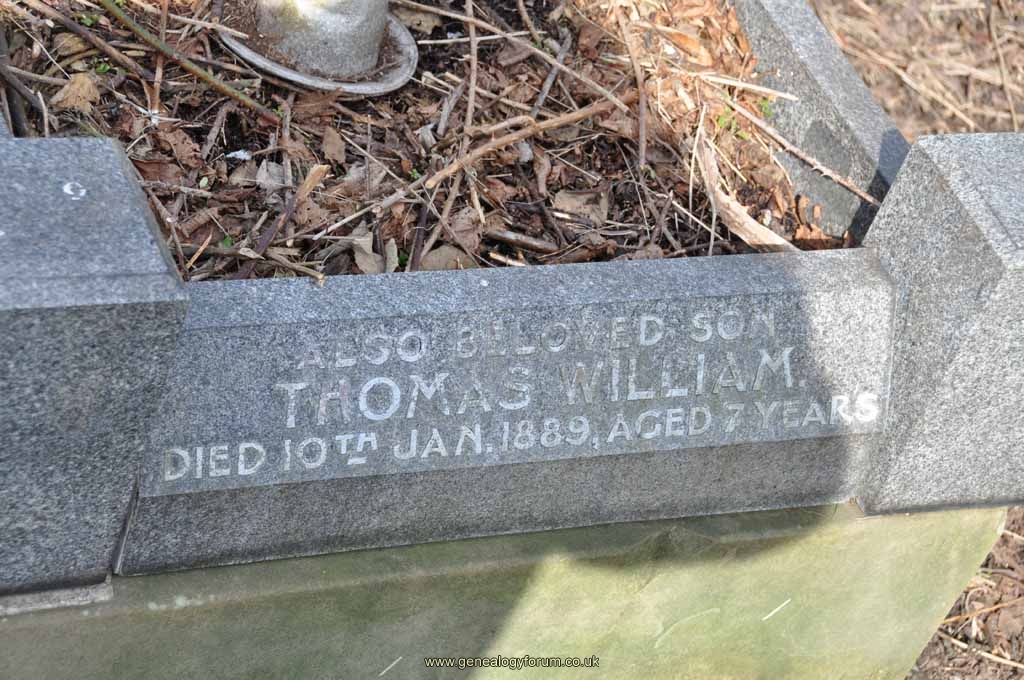 ALSO BELOVED SON
THOMAS WILLIAM.
DIED 10TH JAN. 1889, AGED 7 YEARS
www.genealogyforum.co.uk